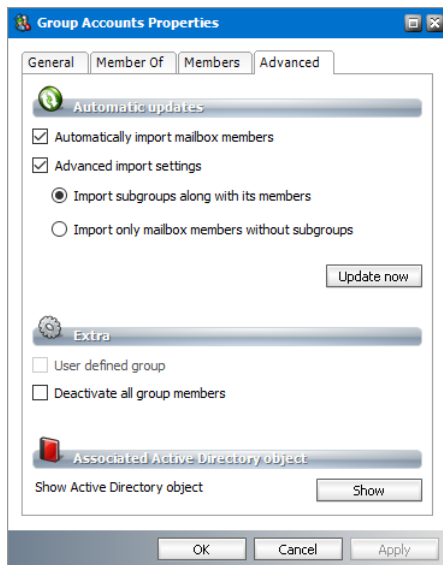 Group Accounts Properties
General Member Of Members Advanced
Automatic updates
Automatically import mailbox members
Advanced import settings
Import subgroups along with its members
Import only mailbox members without subgroups
Update now
Extra
User defined group
Deactivate all group members
Associated Active Directory object
Show Active Directory object Show
OK Cancel Apply